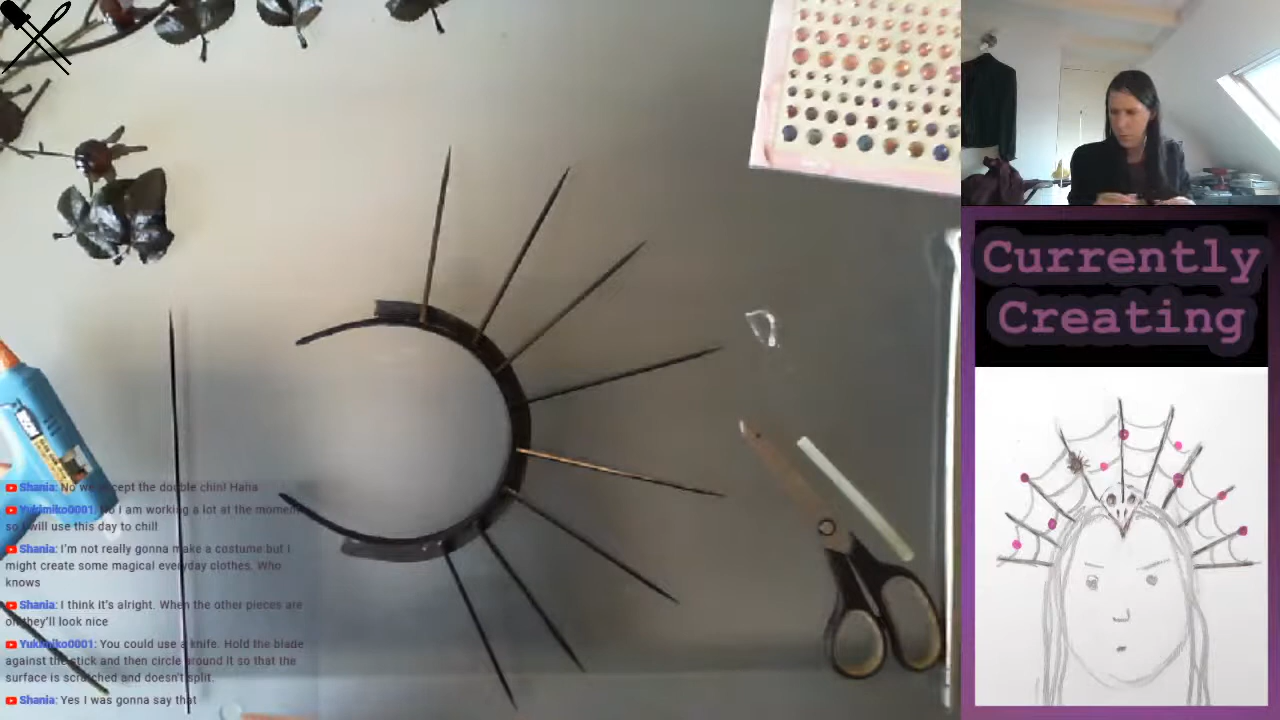 Currently
Creating
Shania: No we accept the double chin! Haha
Yukimiko0001: No I am working a lot at the moment
so I will use this day to chill
Shania: I'm not really gonna make a costume but I
might create some magical everyday clothes. Who
knows
Shania: I think it's alright. When the other pieces are
on they'll look nice
Yukimiko0001: You could use a knife. Hold the blade
against the stick and then circle around it so that the
surface is scratched and doesn't split.
Shania: Yes I was gonna say that